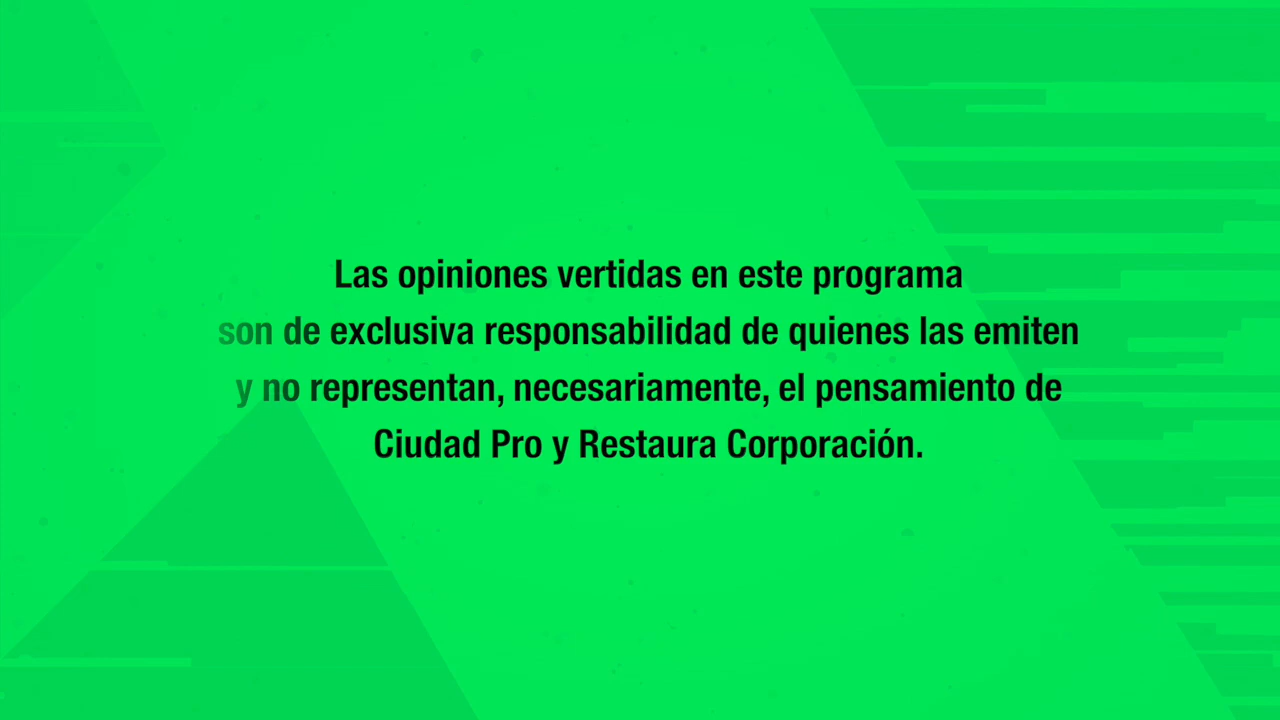 Las opiniones vertidas en este programa
son de exclusiva responsabilidad de quienes las emiten
y no representan, necesariamente, el pensamiento de
Ciudad Pro y Restaura Corporación.